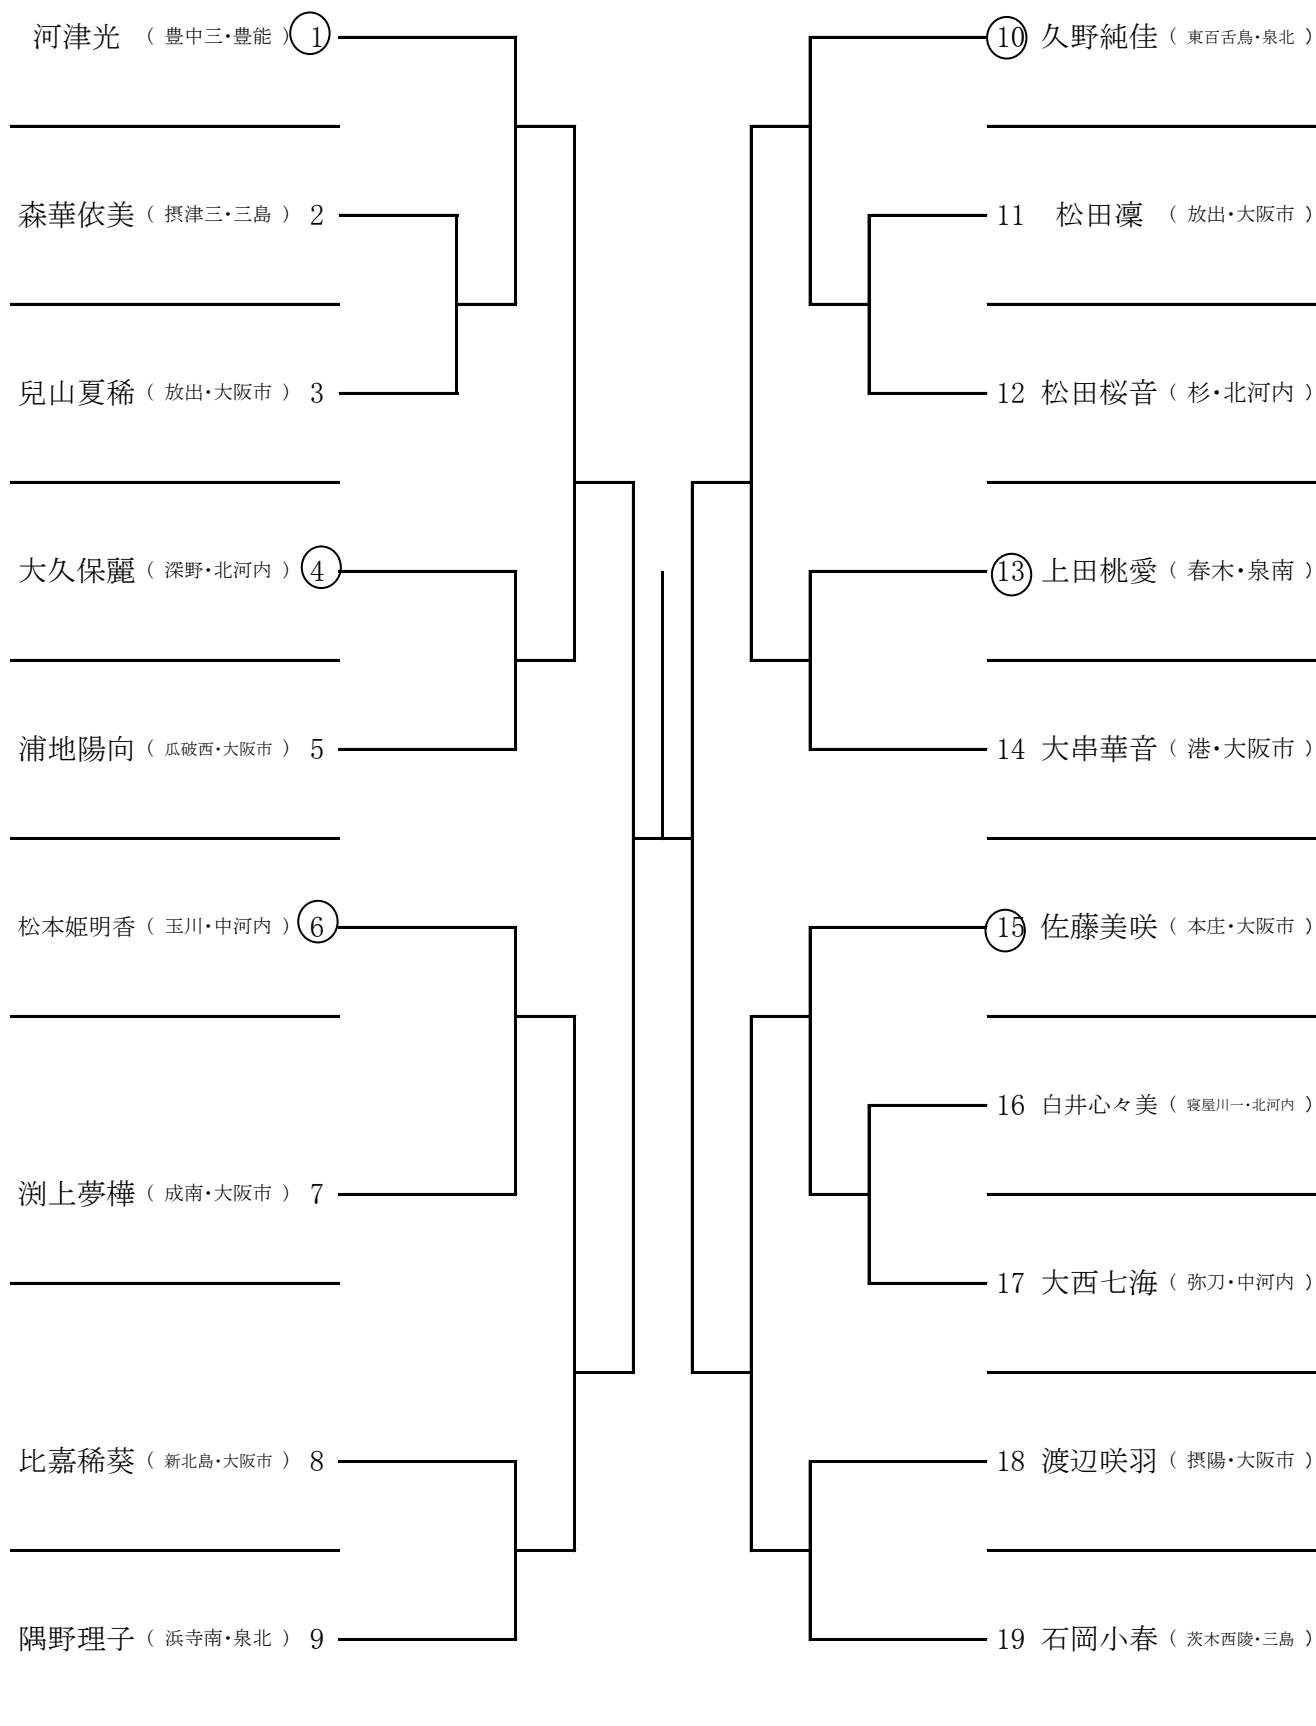 河津光 （ 豊中三・豊能 ） 1
森華依美 （ 摂津三・三島 ） 2
兒山夏稀 （ 放出・大阪市 ） 3
大久保麗 （ 深野・北河内 ） 4
浦地陽向 （ 瓜破西・大阪市 ） 5
松本姫明香 （ 玉川・中河内 ） 6
渕上夢樺 （ 成南・大阪市 ） 7
比嘉稀葵 （ 新北島・大阪市 ） 8
隅野理子 （ 浜寺南・泉北 ） 9
10 久野純佳 （ 東百舌鳥・泉北 ）
11 松田凜 （ 放出・大阪市 ）
12 松田桜音 （ 杉・北河内 ）
13 上田桃愛 （ 春木・泉南 ）
14 大串華音 （ 港・大阪市 ）
15 佐藤美咲 （ 本庄・大阪市 ）
16 白井心々美 （ 寝屋川一・北河内 ）
17 大西七海 （ 弥刀・中河内 ）
18 渡辺咲羽 （ 摂陽・大阪市 ）
19 石岡小春 （ 茨木西陵・三島 ）